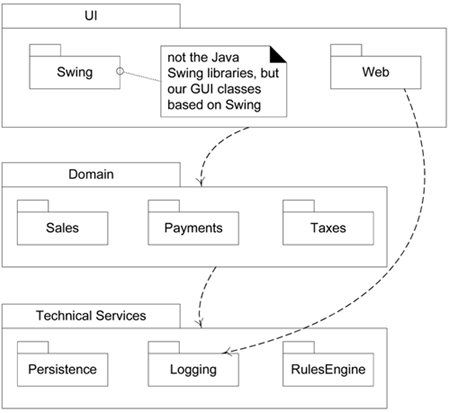 UI
Swing
not the Java
Swing libraries, but
our GUI classes
based on Swing
Web
Domain
Sales
Payments
Taxes
Technical Services
Persistence
Logging
RulesEngine